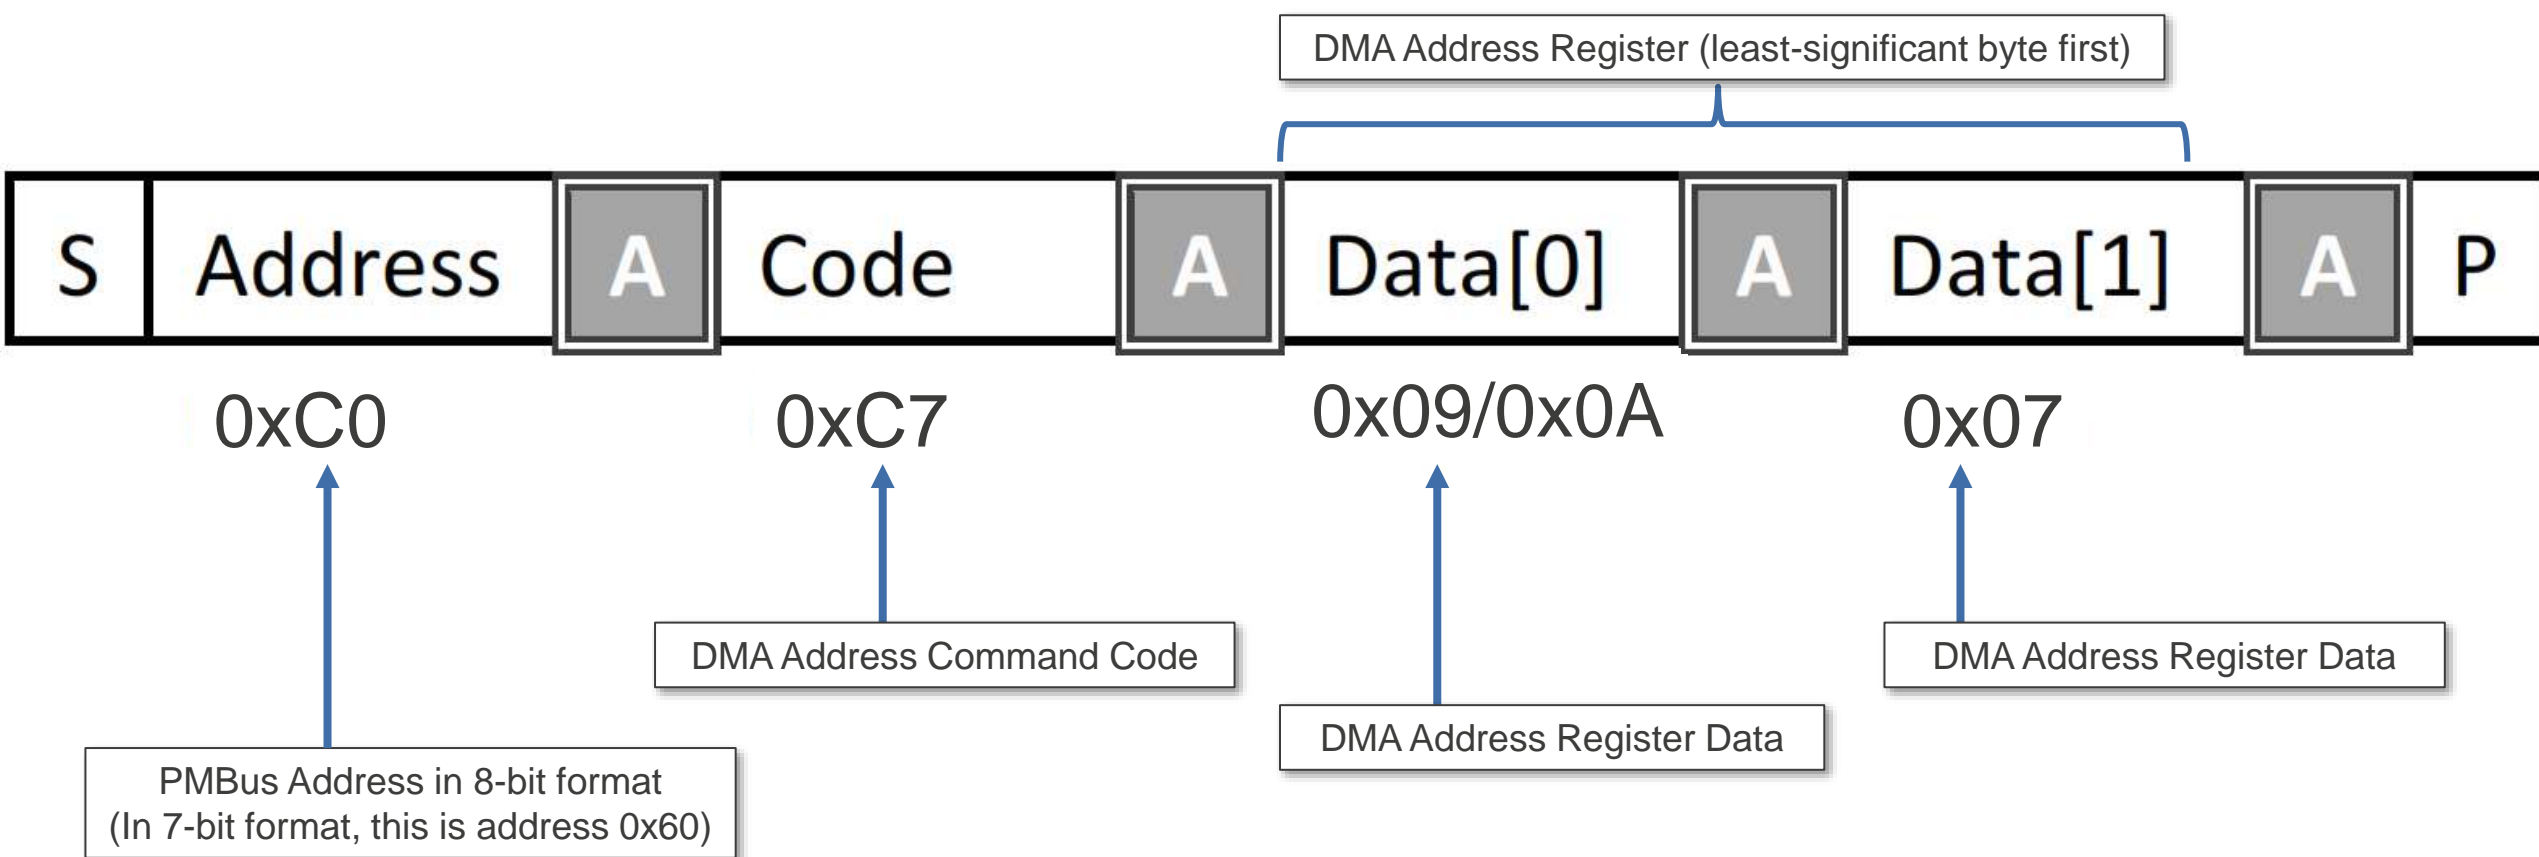 DMA Address Register (least-significant byte first)
S Address A Code A Data[0] A Data[1] A P
0xC0 0xC7 0x09/0x0A 0x07
DMA Address Command Code
DMA Address Register Data
DMA Address Register Data
PMBus Address in 8-bit format
(In 7-bit format, this is address 0x60)